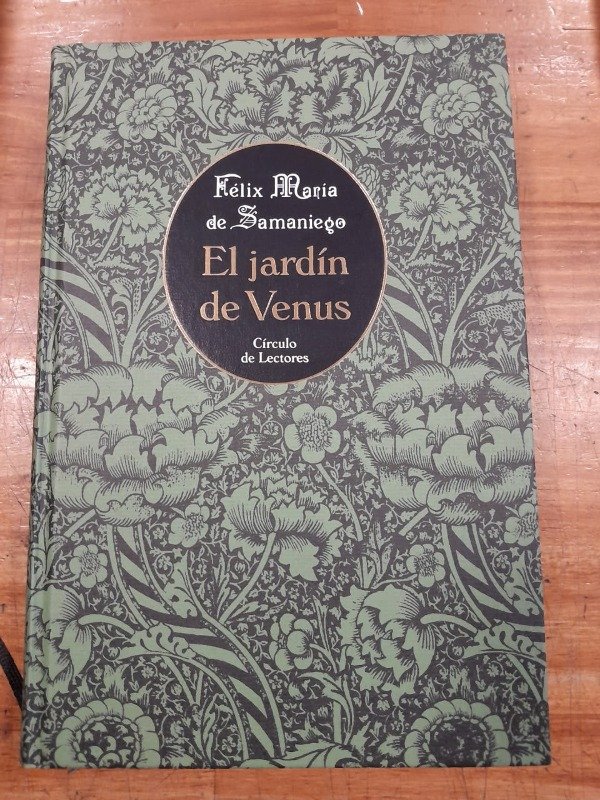 Félix María
de Samaniego
El jardín
de Venus
Círculo
de Lectores